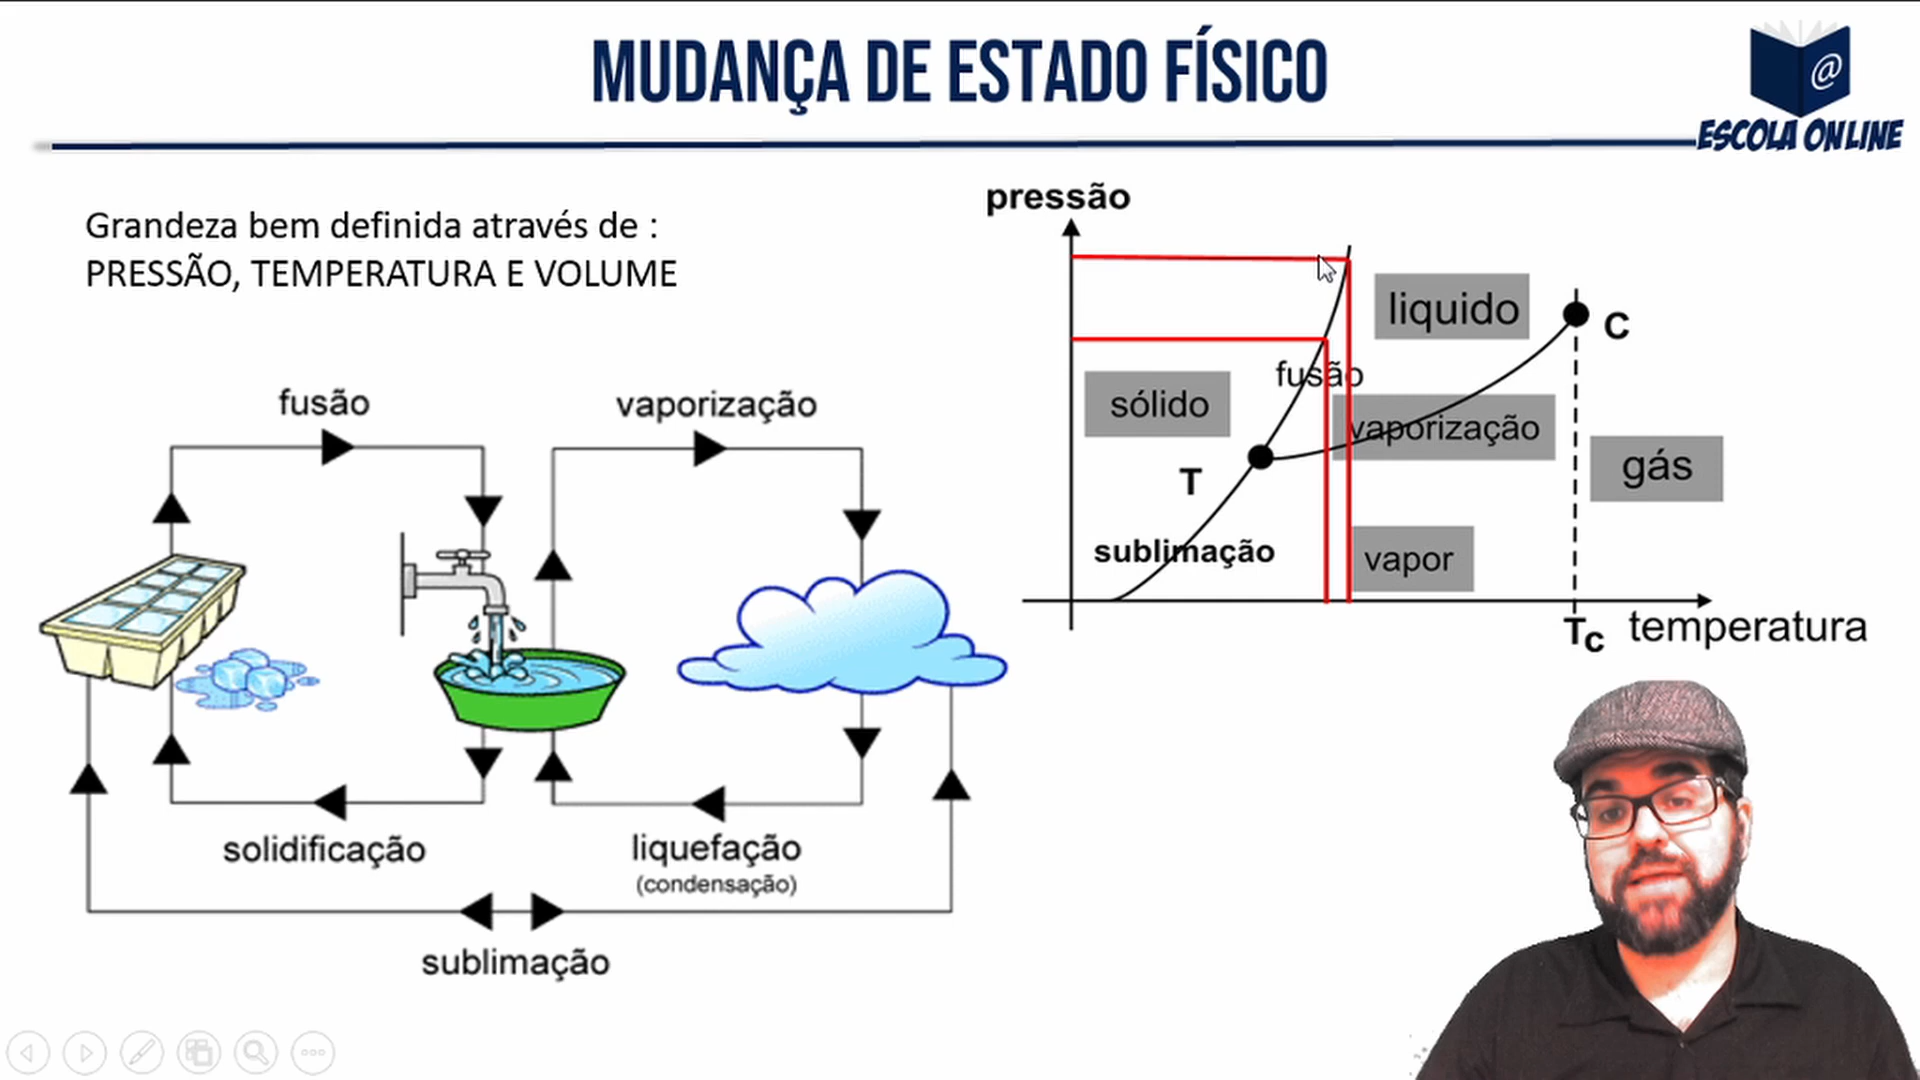 MUDANÇA DE ESTADO FÍSICO
@
ESCOLA ONLINE
Grandeza bem definida através de :
PRESSÃO, TEMPERATURA E VOLUME
fusão
vaporização
solidificação
liquefação
(condensação)
sublimação
pressão
liquido
C
fusão
sólido
vaporização
T
gás
sublimação
vapor
Tc
temperatura